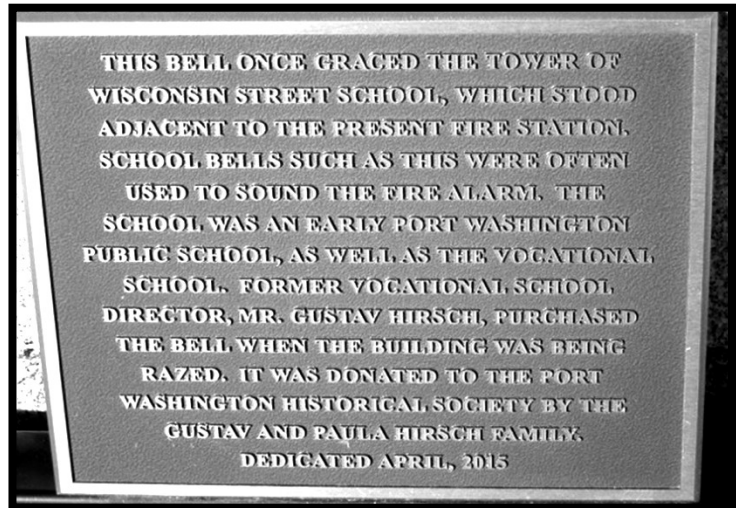 THIS BELL ONCE GRACED THE TOWER OF
WISCONSIN STREET SCHOOL, WHICH STOOD
ADJACENT TO THE PRESENT FIRE STATION.
SCHOOL BELLS SUCH AS THIS WERE OFTEN
USED TO SOUND THE FIRE ALARM. THE
SCHOOL WAS AN EARLY PORT WASHINGTON
PUBLIC SCHOOL, AS WELL AS THE VOCATIONAL
SCHOOL. FORMER VOCATIONAL SCHOOL
DIRECTOR, MR. GUSTAV HIRSCH, PURCHASED
THE BELL WHEN THE BUILDING WAS BEING
RAZED. IT WAS DONATED TO THE PORT
WASHINGTON HISTORICAL SOCIETY BY THE
GUSTAV AND PAULA HIRSCH FAMILY.
DEDICATED APRIL, 2015